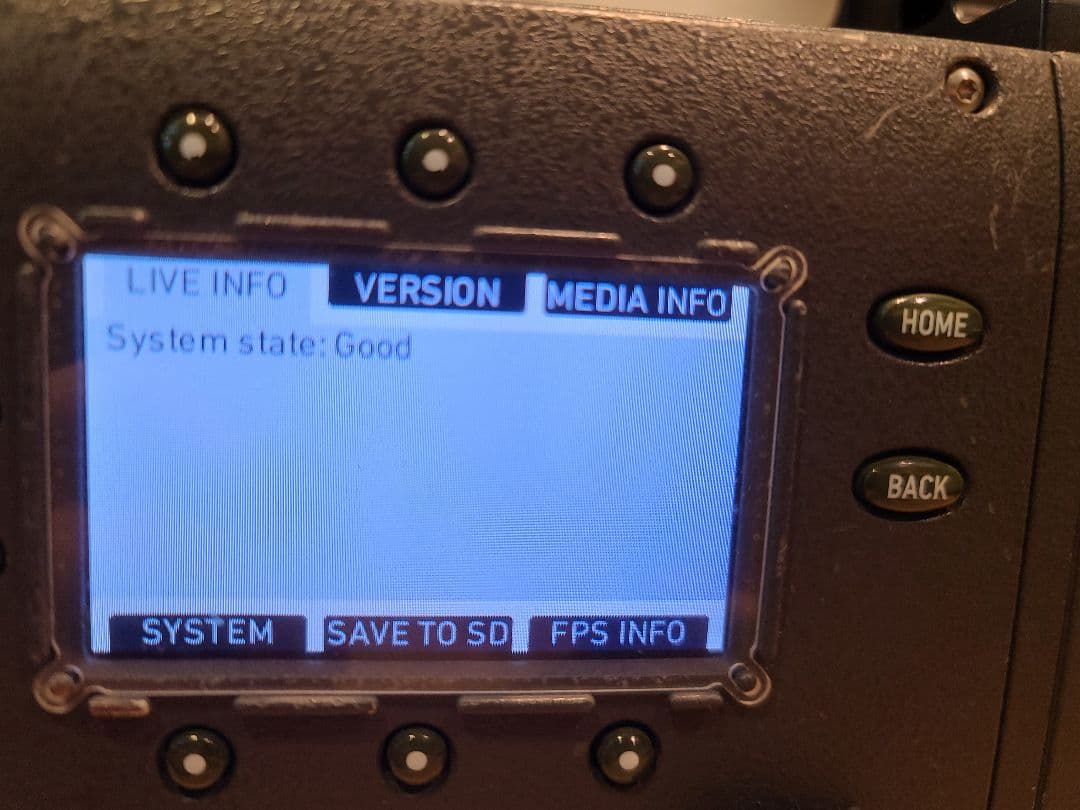 LIVE INFO
VERSION
MEDIA INFO
System state: Good
HOME
BACK
SYSTEM
SAVE TO SD
FPS INFO